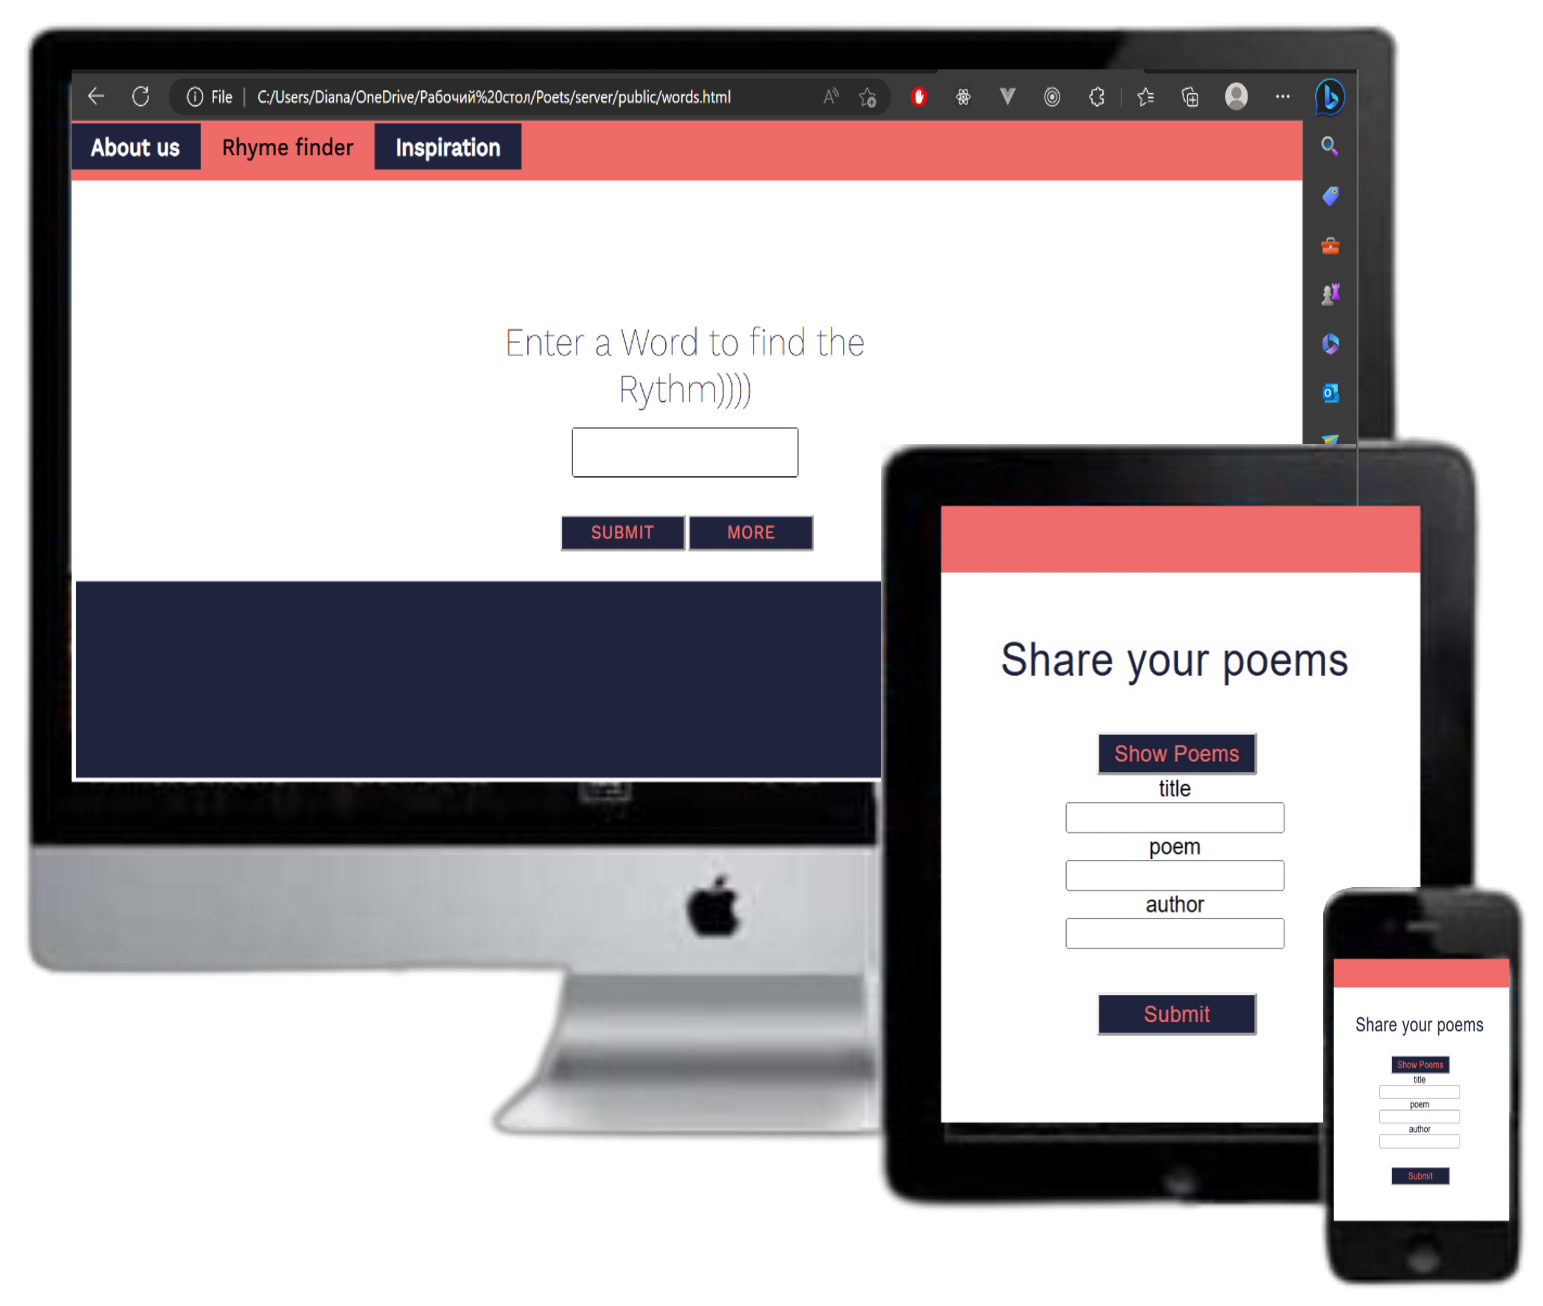 File | C:/Users/Diana/OneDrive/Рабочий%20стол/Poets/server/public/words.html
About us Rhyme finder Inspiration
Enter a Word to find the
Rythm))))
SUBMIT MORE
Share your poems
Show Poems
title
poem
author
Submit
Share your poems
Show Poems
title
poem
author
Submit